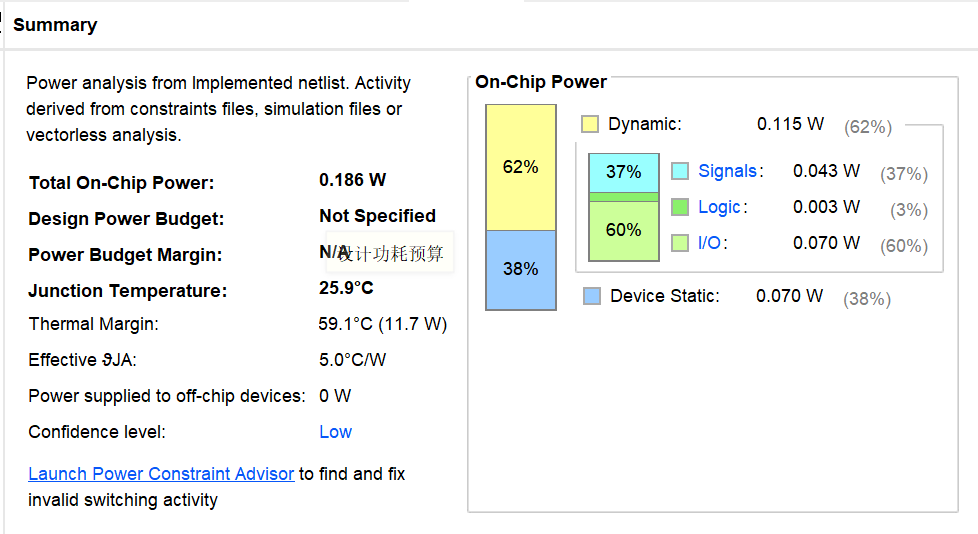 Summary
Power analysis from Implemented netlist. Activity
derived from constraints files, simulation files or
vectorless analysis.
Total On-Chip Power: 0.186 W
Design Power Budget: Not Specified
Power Budget Margin: N/A
设计功耗预算
Junction Temperature: 25.9°C
Thermal Margin: 59.1°C (11.7 W)
Effective ϑJA: 5.0°C/W
Power supplied to off-chip devices: 0 W
Confidence level: Low
Launch Power Constraint Advisor to find and fix
invalid switching activity
On-Chip Power
62%
38%
Dynamic: 0.115 W (62%)
37%
60%
Signals: 0.043 W (37%)
Logic: 0.003 W (3%)
I/O: 0.070 W (60%)
Device Static: 0.070 W (38%)